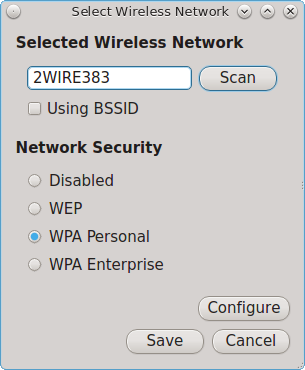 Select Wireless Network
Selected Wireless Network
2WIRE383 Scan
Using BSSID
Network Security
Disabled
WEP
WPA Personal
WPA Enterprise
Configure
Save Cancel